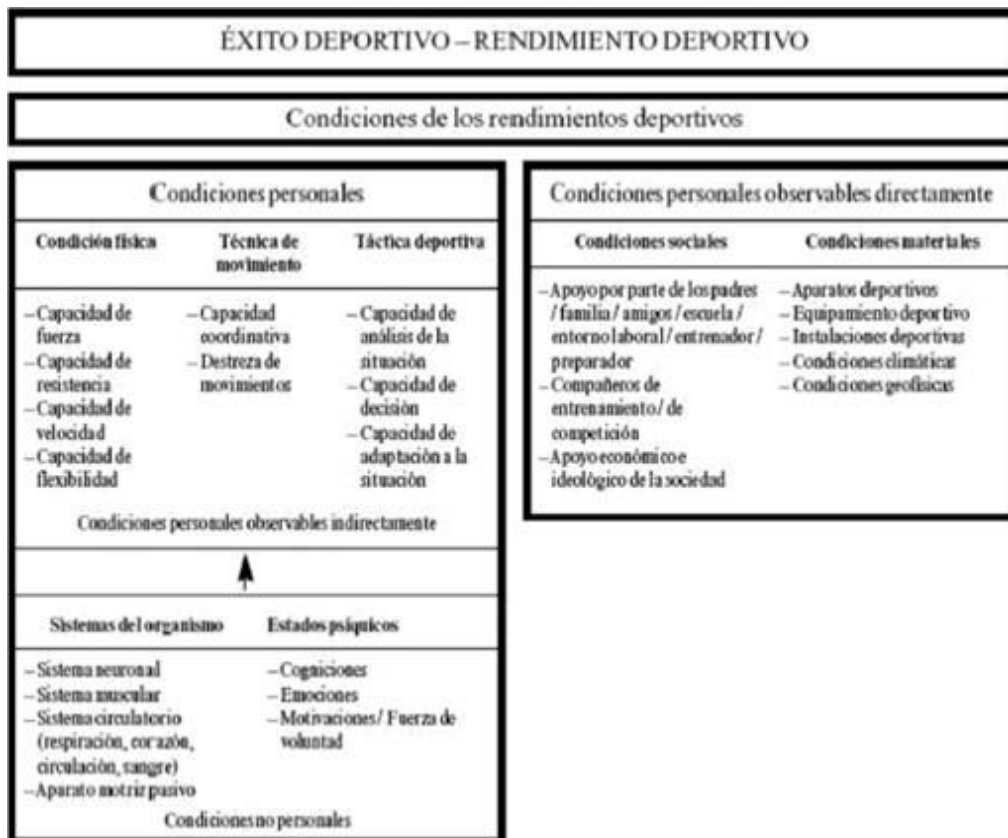 ÉXITO DEPORTIVO – RENDIMIENTO DEPORTIVO
Condiciones de los rendimientos deportivos
Condiciones personales
Condición física
– Capacidad de
fuerza
– Capacidad de
resistencia
– Capacidad de
velocidad
– Capacidad de
flexibilidad
Técnica de
movimiento
– Capacidad
coordinativa
– Destreza de
movimientos
Táctica deportiva
– Capacidad de
análisis de la
situación
– Capacidad de
decisión
– Capacidad de
adaptación a la
situación
Condiciones personales observables indirectamente
Sistemas del organismo
– Sistema neuronal
– Sistema muscular
– Sistema circulatorio
(respiración, corazón,
circulación, sangre)
– Aparato motriz pasivo
Estados psíquicos
– Cogniciones
– Emociones
– Motivaciones / Fuerza de
voluntad
Condiciones no personales
Condiciones personales observables directamente
Condiciones sociales
– Apoyo por parte de los padres
/ familia / amigos / escuela /
entorno laboral / entrenador /
preparador
– Compañeros de
entrenamiento / de
competición
– Apoyo económico e
ideológico de la sociedad
Condiciones materiales
– Aparatos deportivos
– Equipamiento deportivo
– Instalaciones deportivas
– Condiciones climáticas
– Condiciones geofísicas